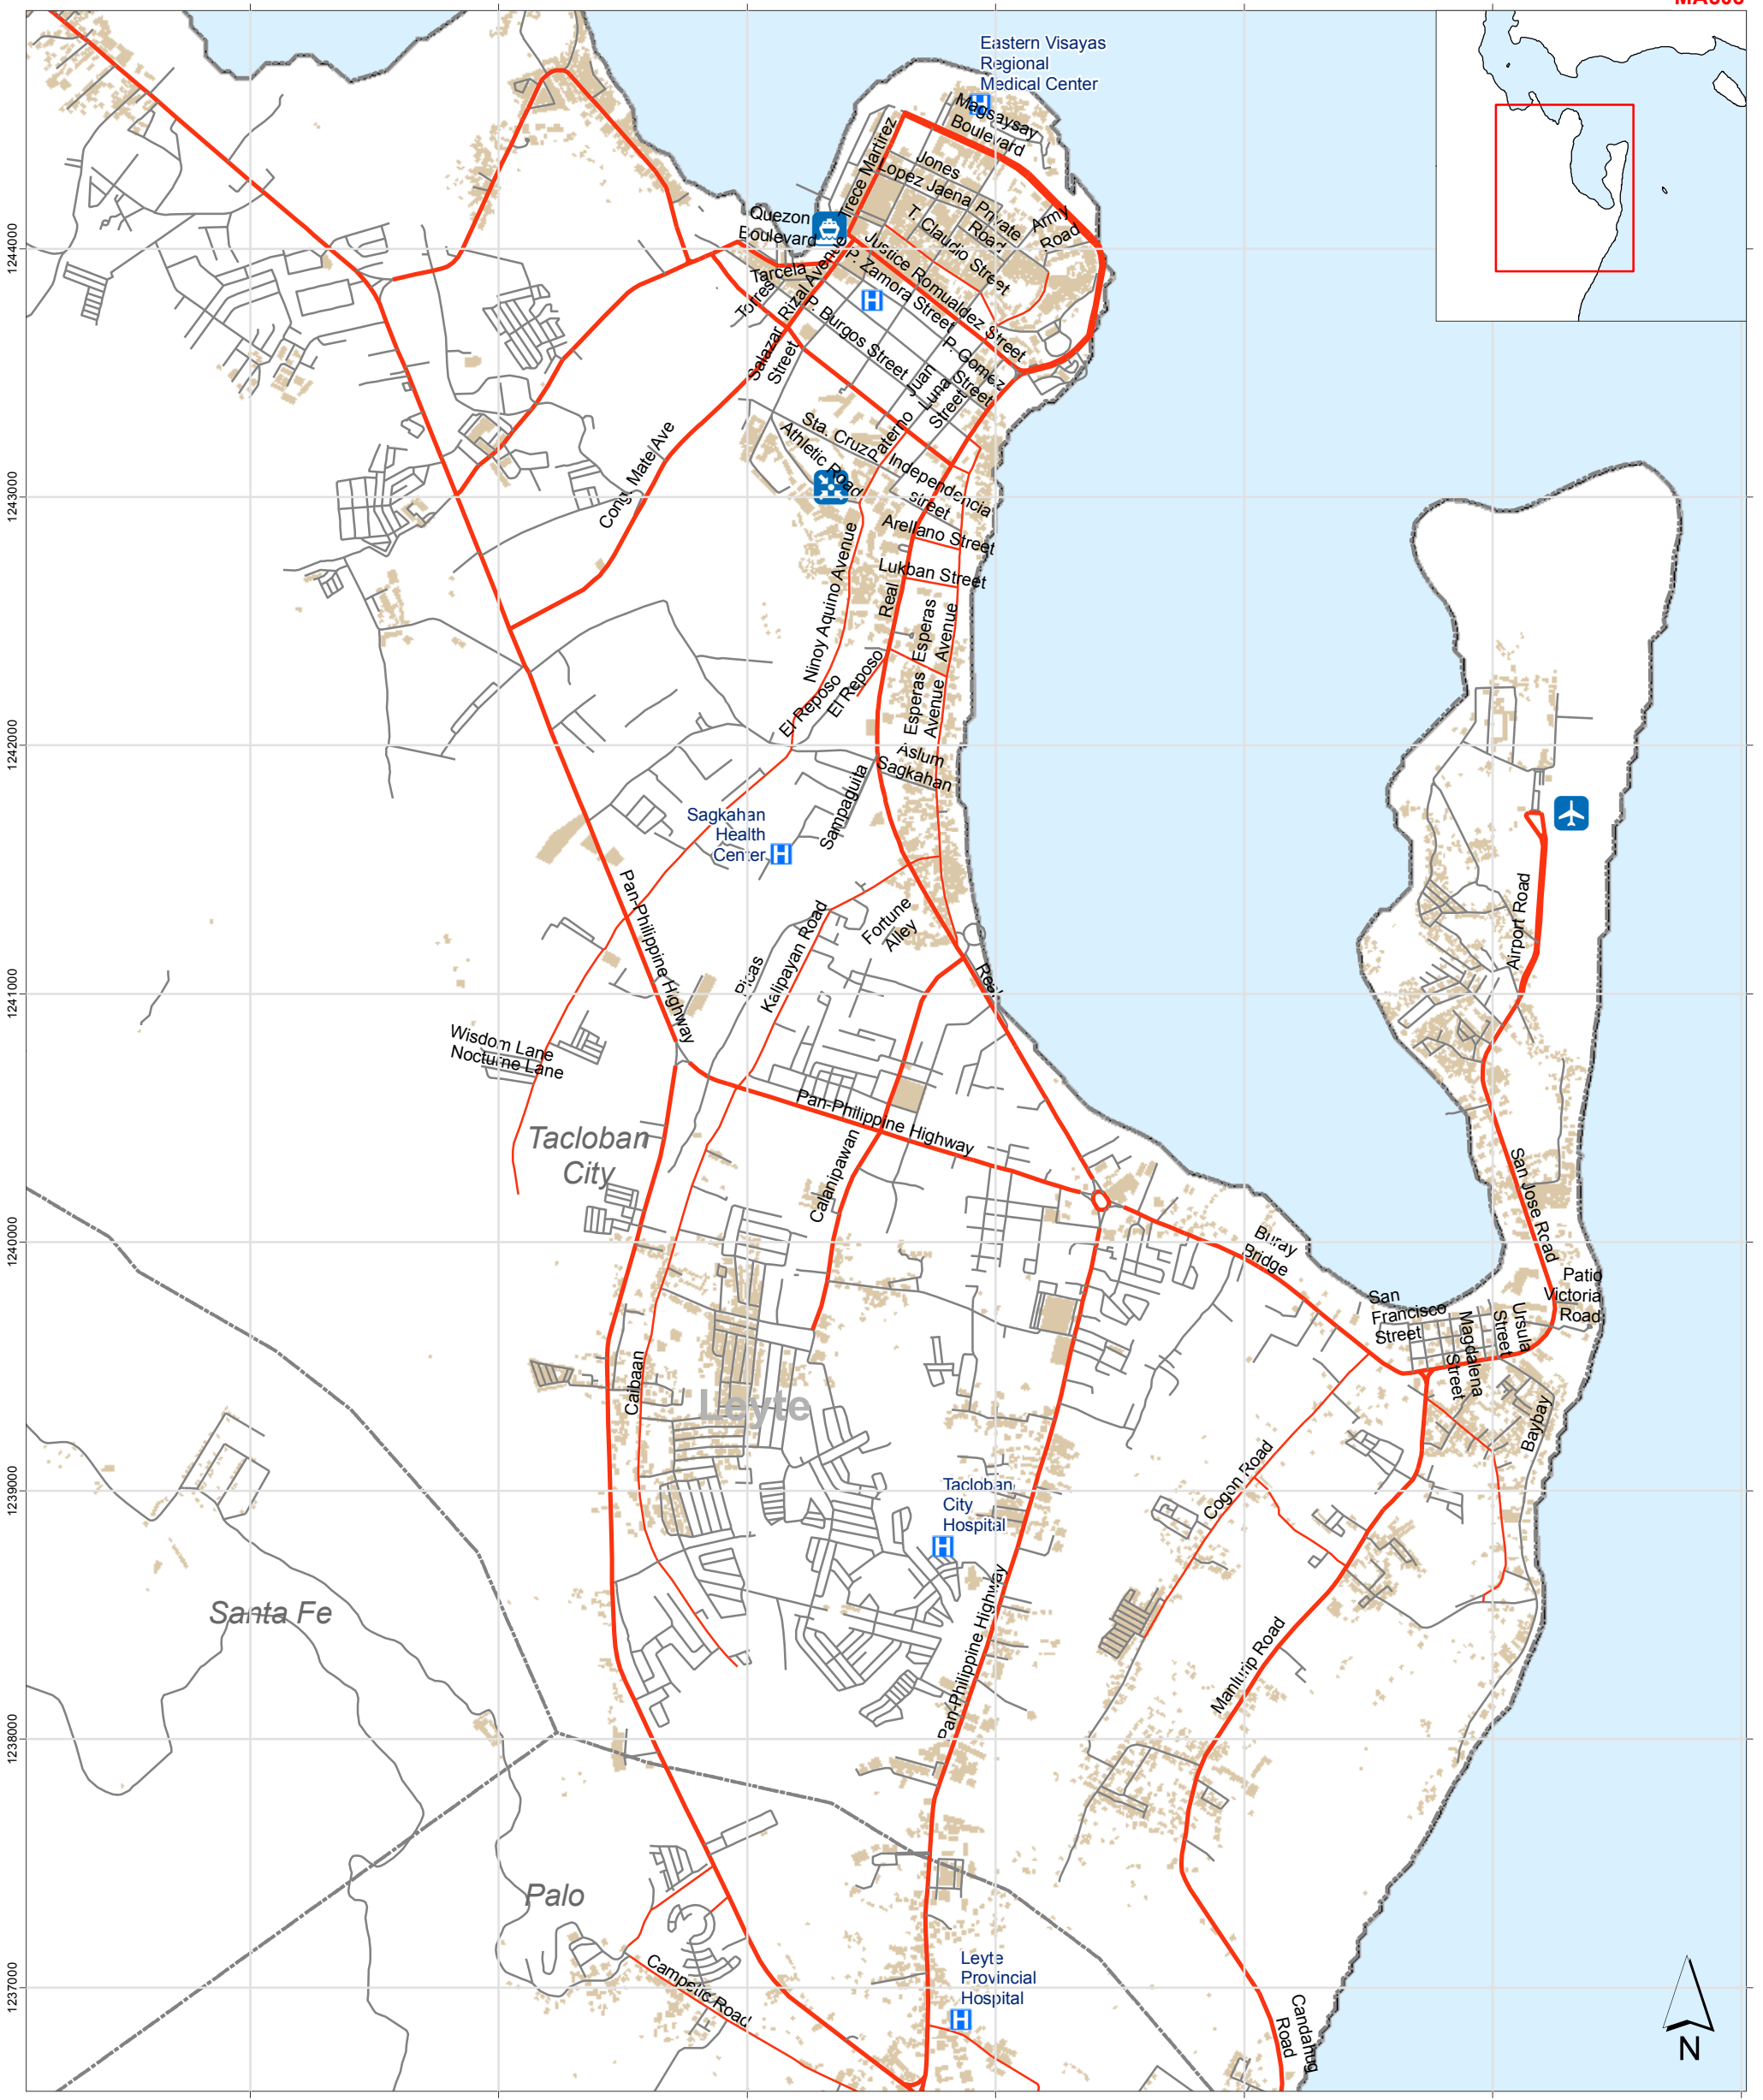 MA003
Eastern Visayas
Regional
Medical Center
Magsaysay
Boulevard
Trece Martirez
Jones
Lopez Jaena
Private
Road
Army
Road
T. Claudio Street
Quezon
Boulevard
Justice Romualdez Street
P. Zamora Street
Tarcela
Torres
Rizal Avenue
Salazar
Street
P. Burgos Street
P. Gomez
Street
Juan
Luna
Street
Paterno
Sta. Cruz
Athletic Road
Independencia
street
Cong. Mate Ave
Arellano Street
Lukban Street
Ninoy Aquino Avenue
Real
Esperas
Avenue
El Reposo
El Reposo
Esperas
Avenue
Aslum
Sagkahan
Sampaguita
Sagkahan
Health
Center
Pan-Philippine Highway
Picas
Kalipayan Road
Fortune
Alley
Real
Airport Road
Wisdom Lane
Nocturne Lane
Pan-Philippine Highway
Tacloban
City
Calanipawan
San Jose Road
Buray
Bridge
Patio
Victoria
Road
San
Francisco
Street
Magdalena
Street
Ursula
Street
Caibaan
Leyte
Baybay
Cogon Road
Tacloban
City
Hospital
Santa Fe
Pan-Philippine Highway
Manlurip Road
Palo
Campetic Road
Leyte
Provincial
Hospital
Candahug
Road
N
1244000
1243000
1242000
1241000
1240000
1239000
1238000
1237000
H
H
H
H
H